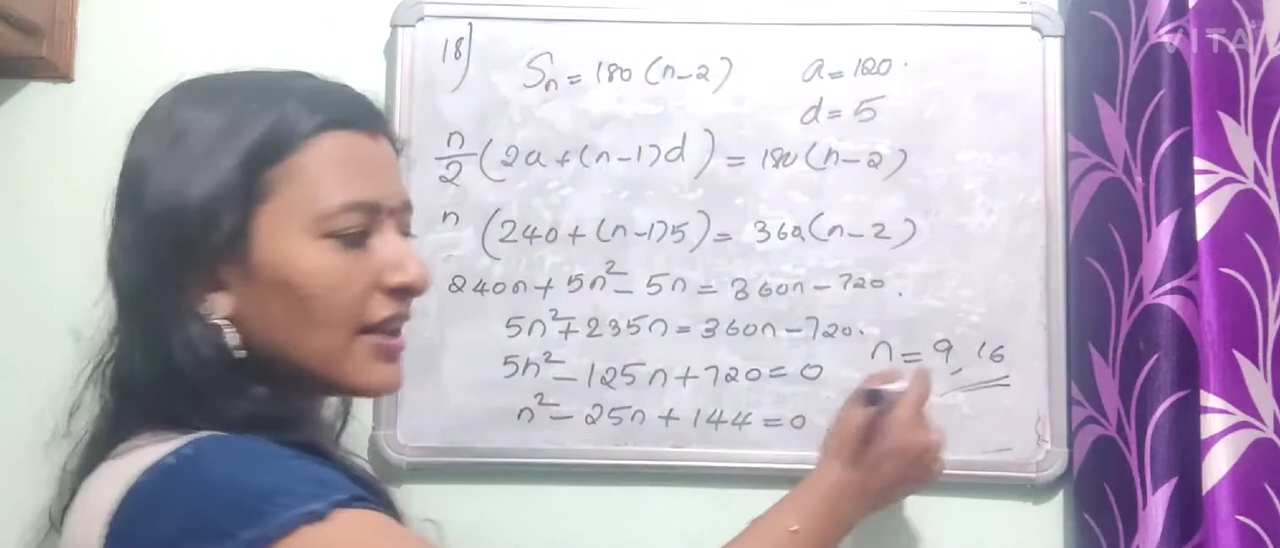 18)
Sn = 180 (n-2) a = 120.
d = 5
n/2 (2a + (n-1)d) = 180 (n-2)
n (240 + (n-1)5) = 360 (n-2)
240n + 5n² - 5n = 360n - 720.
5n² + 235n = 360n - 720.
5n² - 125n + 720 = 0
n = 9, 16
n² - 25n + 144 = 0
VITA